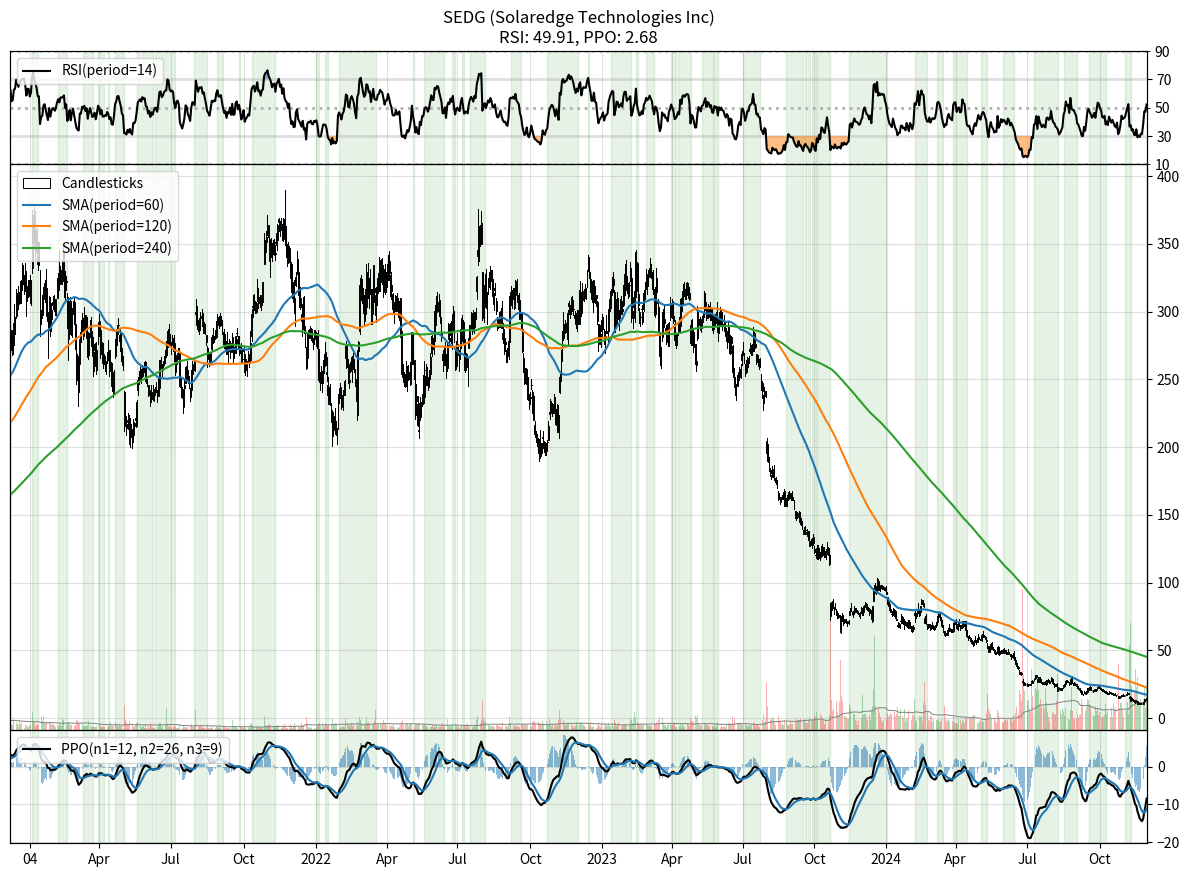 SEDG (Solaredge Technologies Inc)
RSI: 49.91, PPO: 2.68
RSI(period=14)
90
70
50
30
10
Candlesticks
SMA(period=60)
SMA(period=120)
SMA(period=240)
400
350
300
250
200
150
100
50
0
PPO(n1=12, n2=26, n3=9)
0
−10
−20
04 Apr Jul Oct 2022 Apr Jul Oct 2023 Apr Jul Oct 2024 Apr Jul Oct